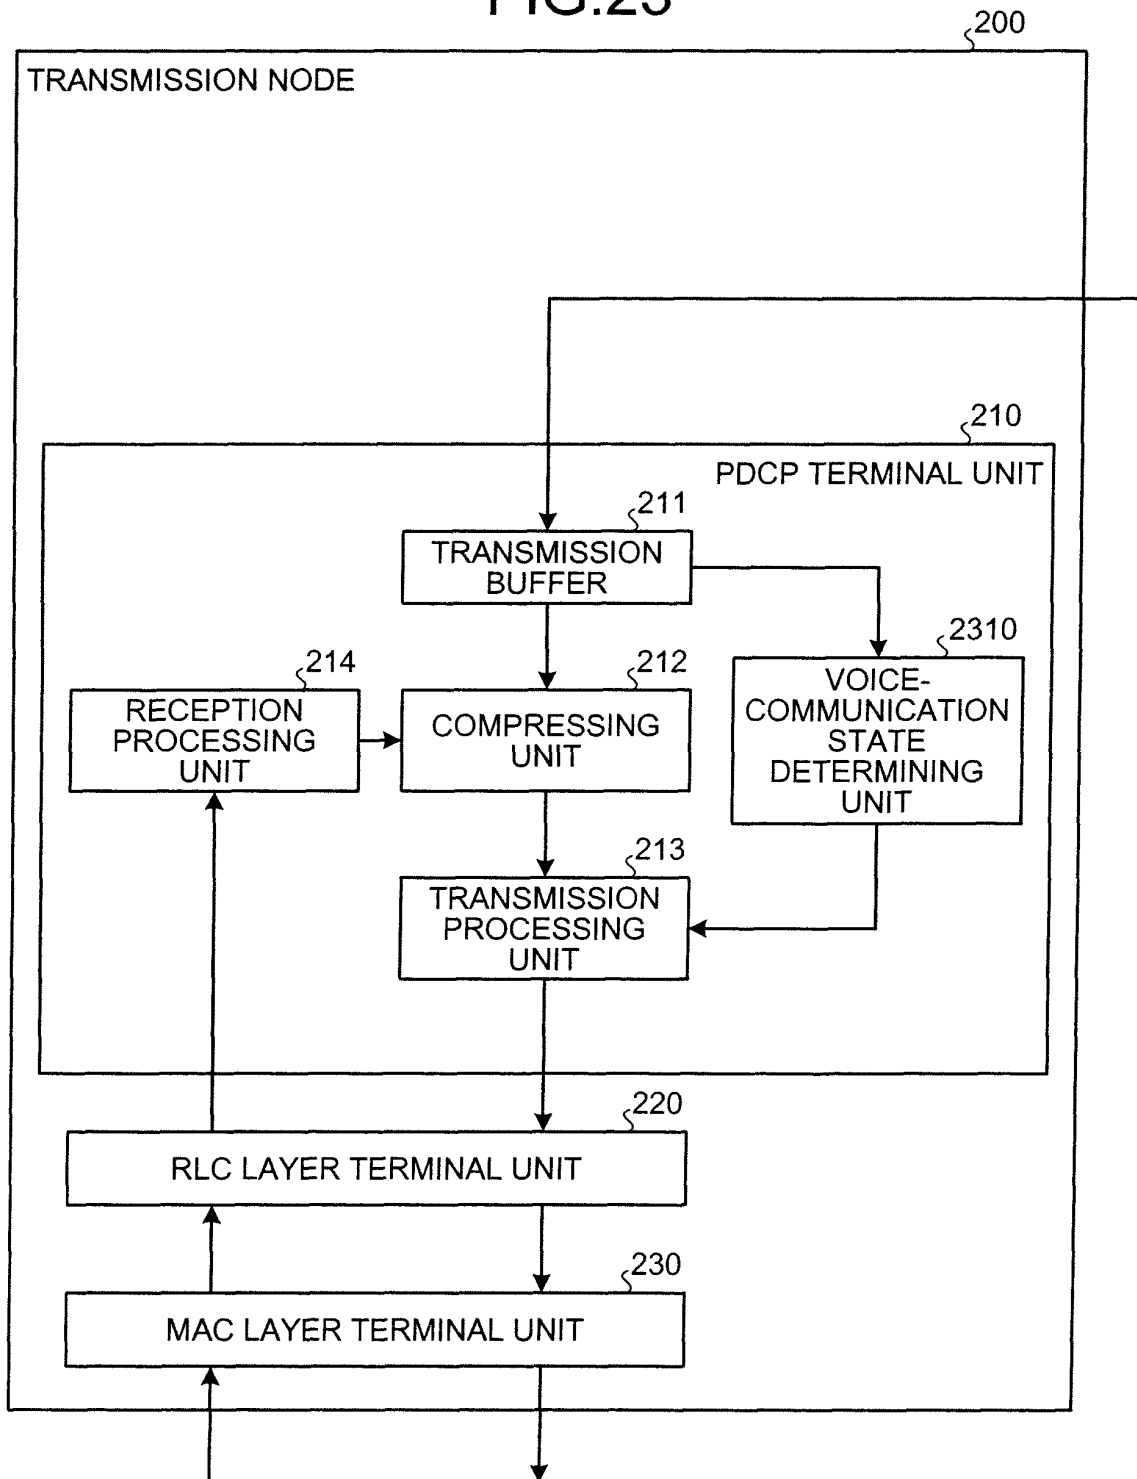 FIG.23
200
TRANSMISSION NODE
210
PDCP TERMINAL UNIT
211
TRANSMISSION
BUFFER
2310
VOICE-
COMMUNICATION
STATE
DETERMINING
UNIT
214
RECEPTION
PROCESSING
UNIT
212
COMPRESSING
UNIT
213
TRANSMISSION
PROCESSING
UNIT
220
RLC LAYER TERMINAL UNIT
230
MAC LAYER TERMINAL UNIT